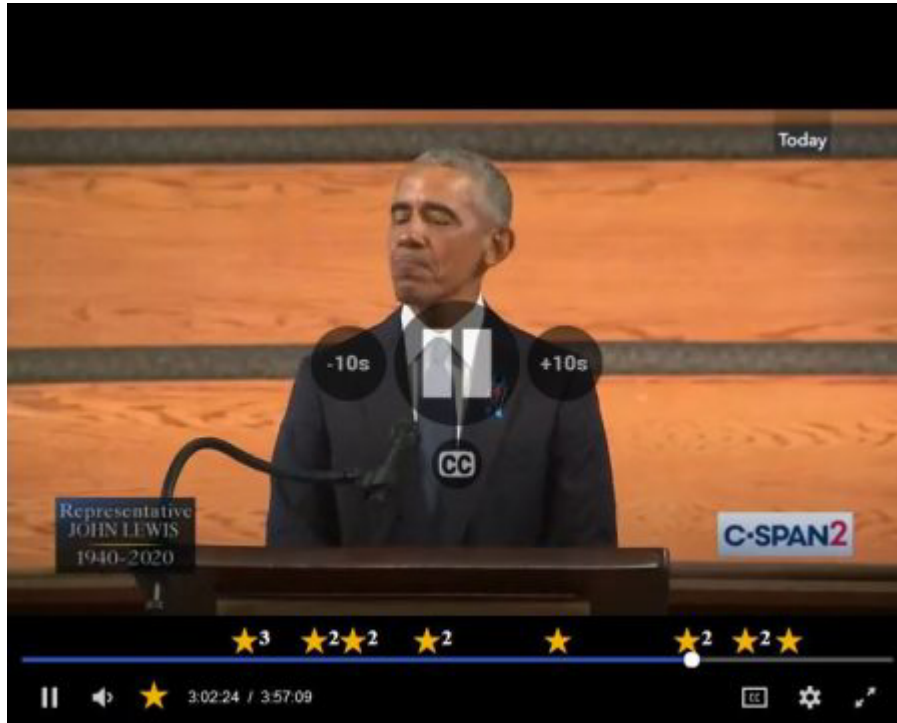 Today
-10s
+10s
CC
Representative
JOHN LEWIS
1940-2020
C-SPAN2
3
2
2
2
2
2
3:02:24 / 3:57:09
CC